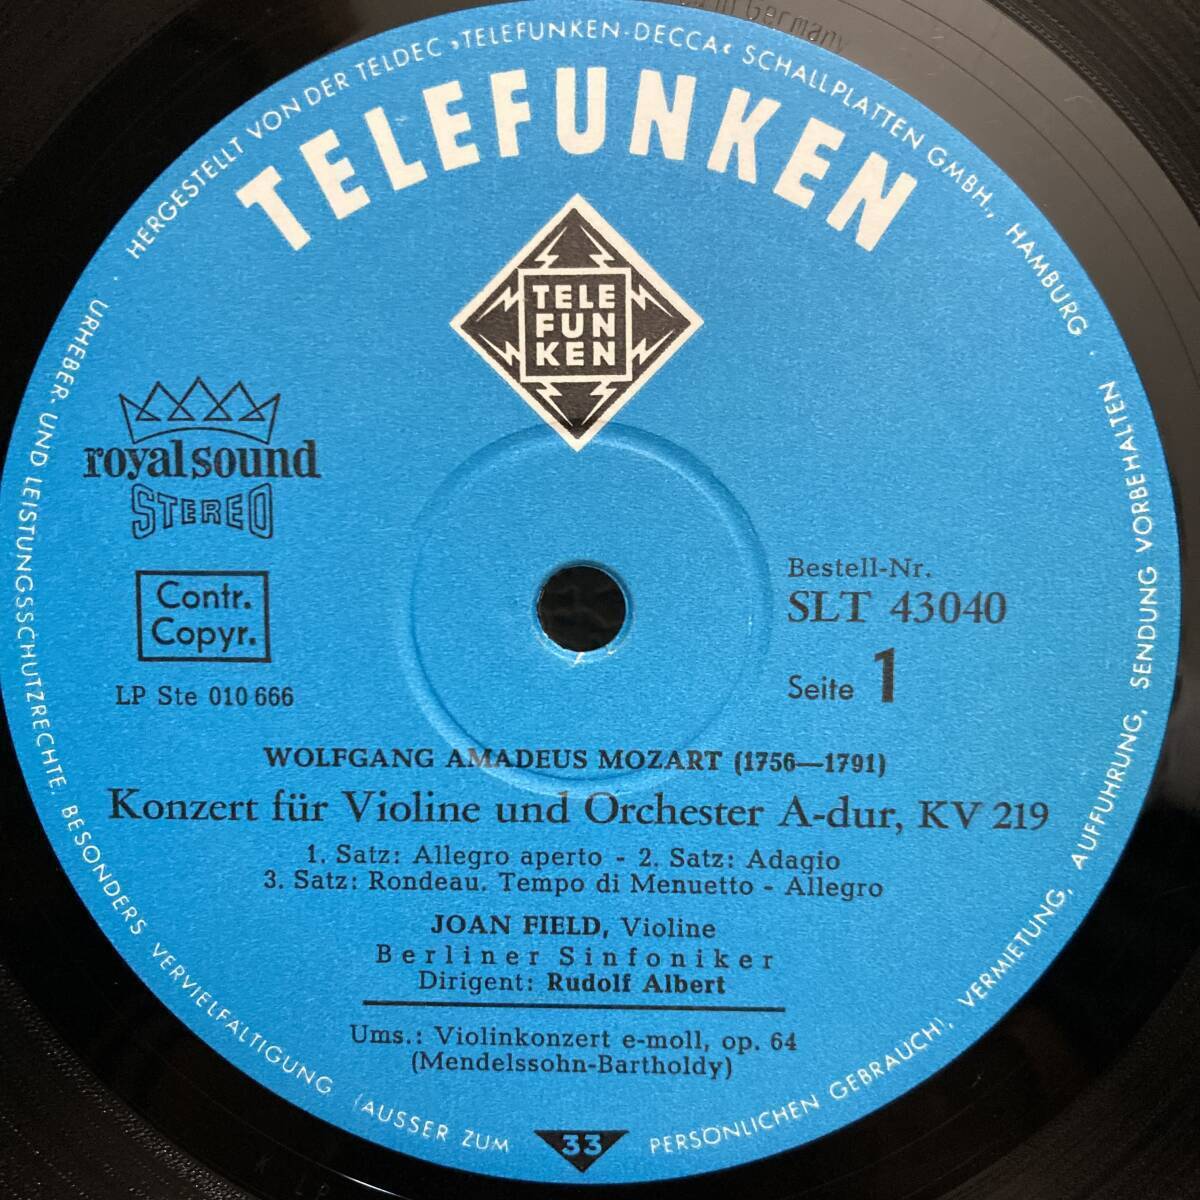 in Germany
HERGESTELLT VON DER TELDEC »TELEFUNKEN-DECCA« SCHALLPLATTEN GMBH., HAMBURG ·
TELEFUNKEN
TELE
FUN
KEN
royal sound
STEREO
Contr.
Copyr.
LP Ste 010 666
Bestell-Nr.
SLT 43040
Seite 1
WOLFGANG AMADEUS MOZART (1756—1791)
Konzert für Violine und Orchester A-dur, KV 219
1. Satz: Allegro aperto - 2. Satz: Adagio
3. Satz: Rondeau. Tempo di Menuetto - Allegro
JOAN FIELD, Violine
Berliner Sinfoniker
Dirigent: Rudolf Albert
Ums.: Violinkonzert e-moll, op. 64
(Mendelssohn-Bartholdy)
33
· URHEBER- UND LEISTUNGSSCHUTZRECHTE, BESONDERS VERVIELFALTIGUNG (AUSSER ZUM PERSÖNLICHEN GEBRAUCH), VERMIETUNG, AUFFÜHRUNG, SENDUNG VORBEHALTEN